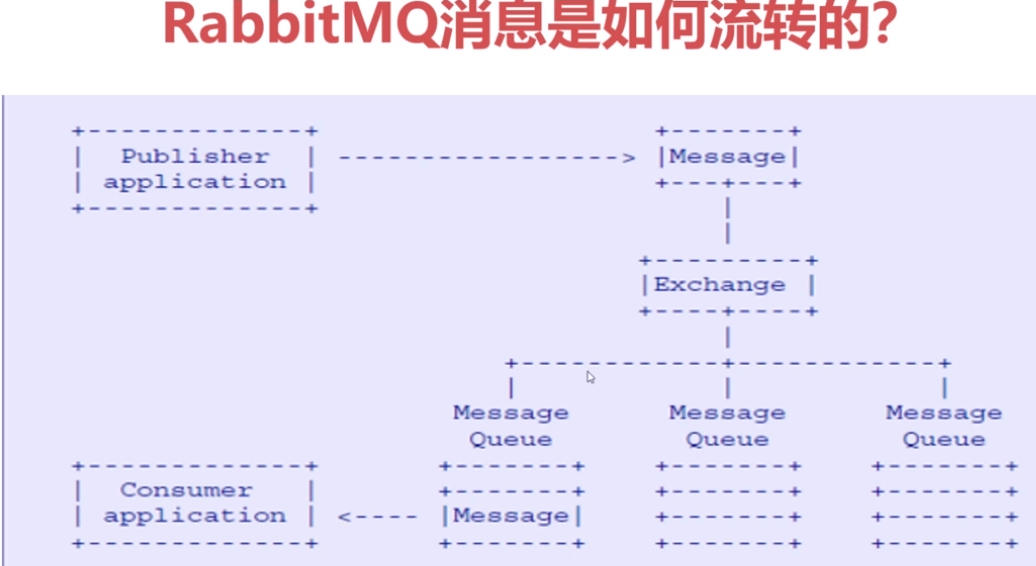 RabbitMQ消息是如何流转的?
Publisher application
Message
Exchange
Message Queue
Message Queue
Message Queue
Consumer application
Message